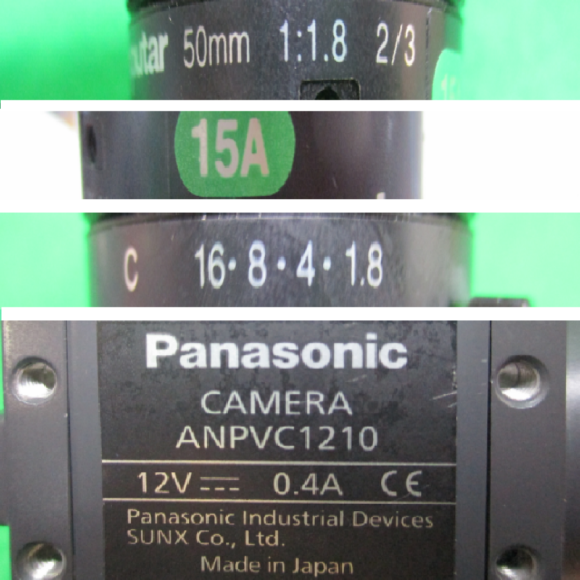 50mm 1:1.8 2/3
15A
C 16·8·4·1.8
Panasonic
CAMERA
ANPVC1210
12V ⎓ 0.4A CE
Panasonic Industrial Devices
SUNX Co., Ltd.
Made in Japan